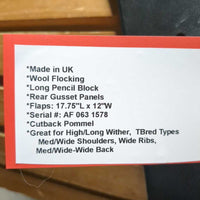 *Made in UK
*Wool Flocking
*Long Pencil Block
*Rear Gusset Panels
*Flaps: 17.75"L x 12"W
*Serial #: AF 063 1578
*Cutback Pommel
*Great for High/Long Wither, TBred Types
Med/Wide Shoulders, Wide Ribs,
Med/Wide-Wide Back